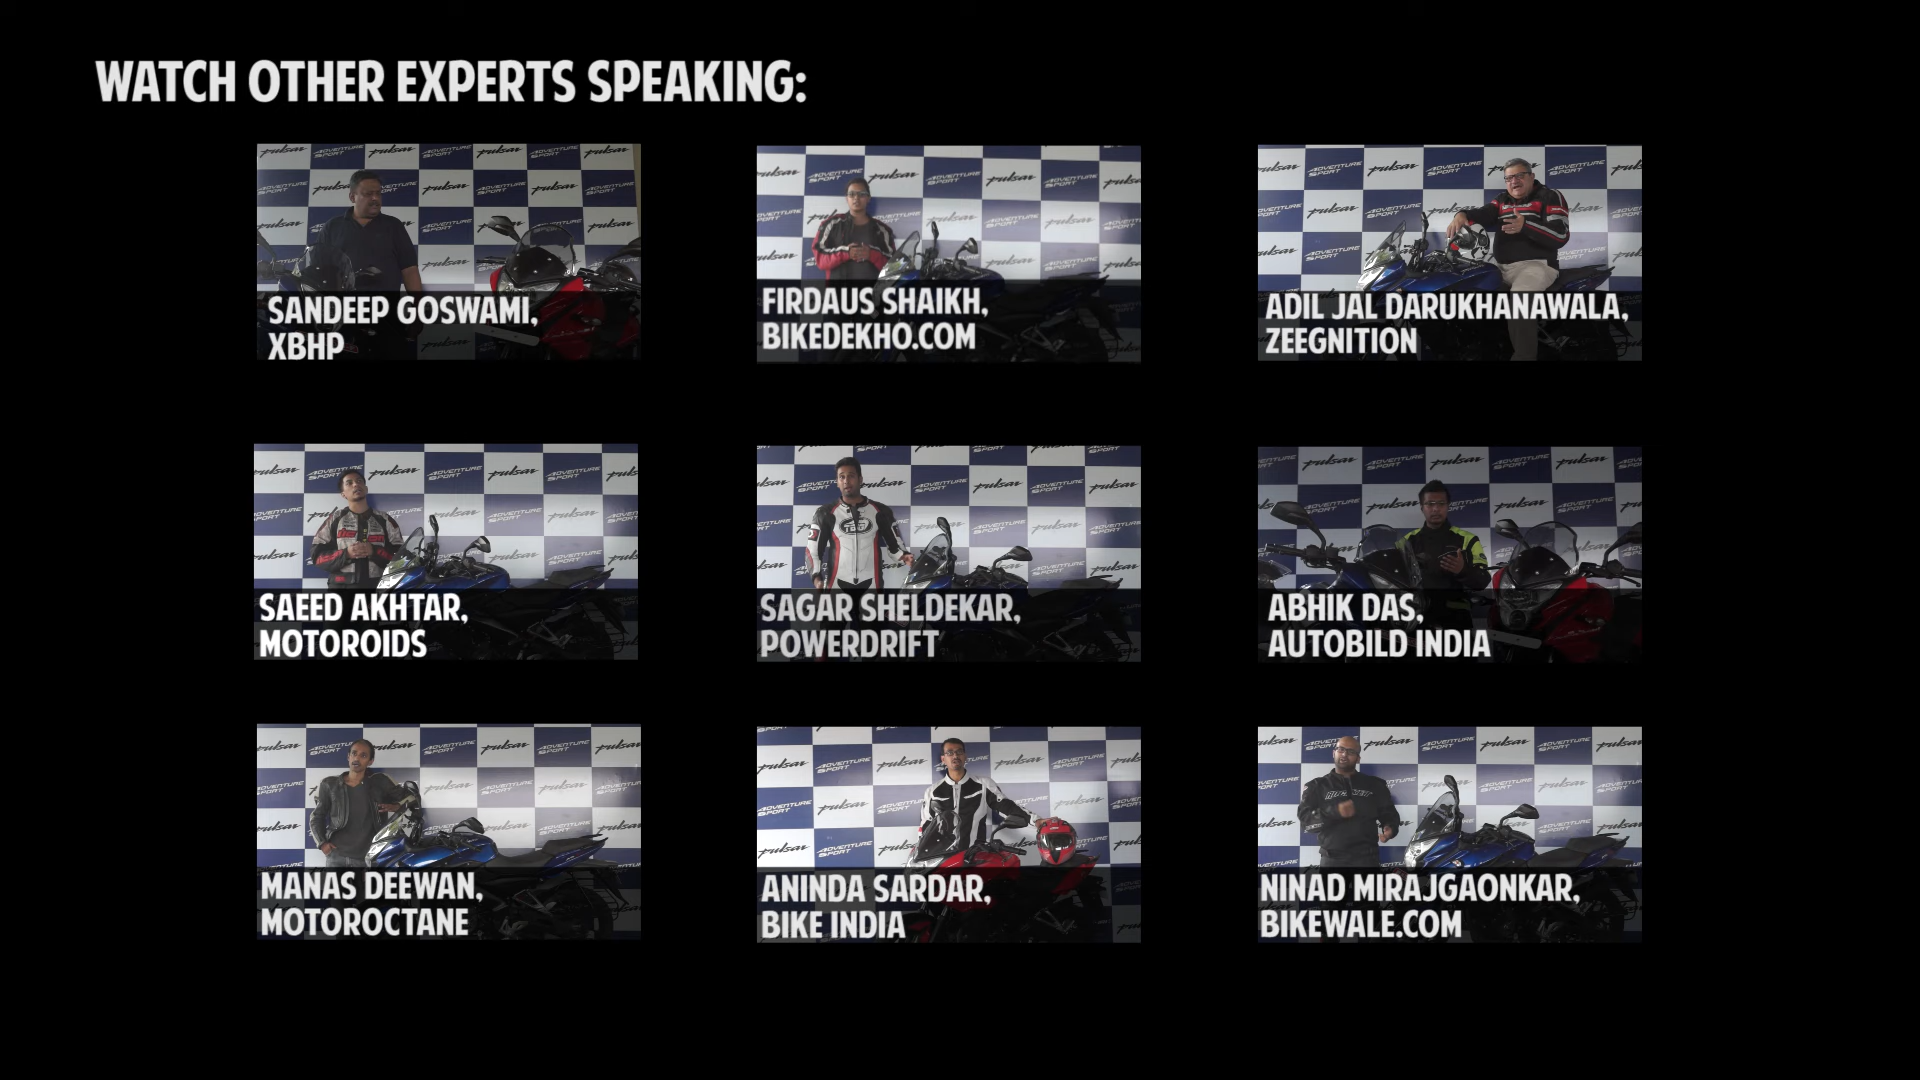 WATCH OTHER EXPERTS SPEAKING:
SANDEEP GOSWAMI,
XBHP
FIRDAUS SHAIKH,
BIKEDEKHO.COM
ADIL JAL DARUKHANAWALA,
ZEEGNITION
SAEED AKHTAR,
MOTOROIDS
SAGAR SHELDEKAR,
POWERDRIFT
ABHIK DAS,
AUTOBILD INDIA
MANAS DEEWAN,
MOTOROCTANE
ANINDA SARDAR,
BIKE INDIA
NINAD MIRAJGAONKAR,
BIKEWALE.COM